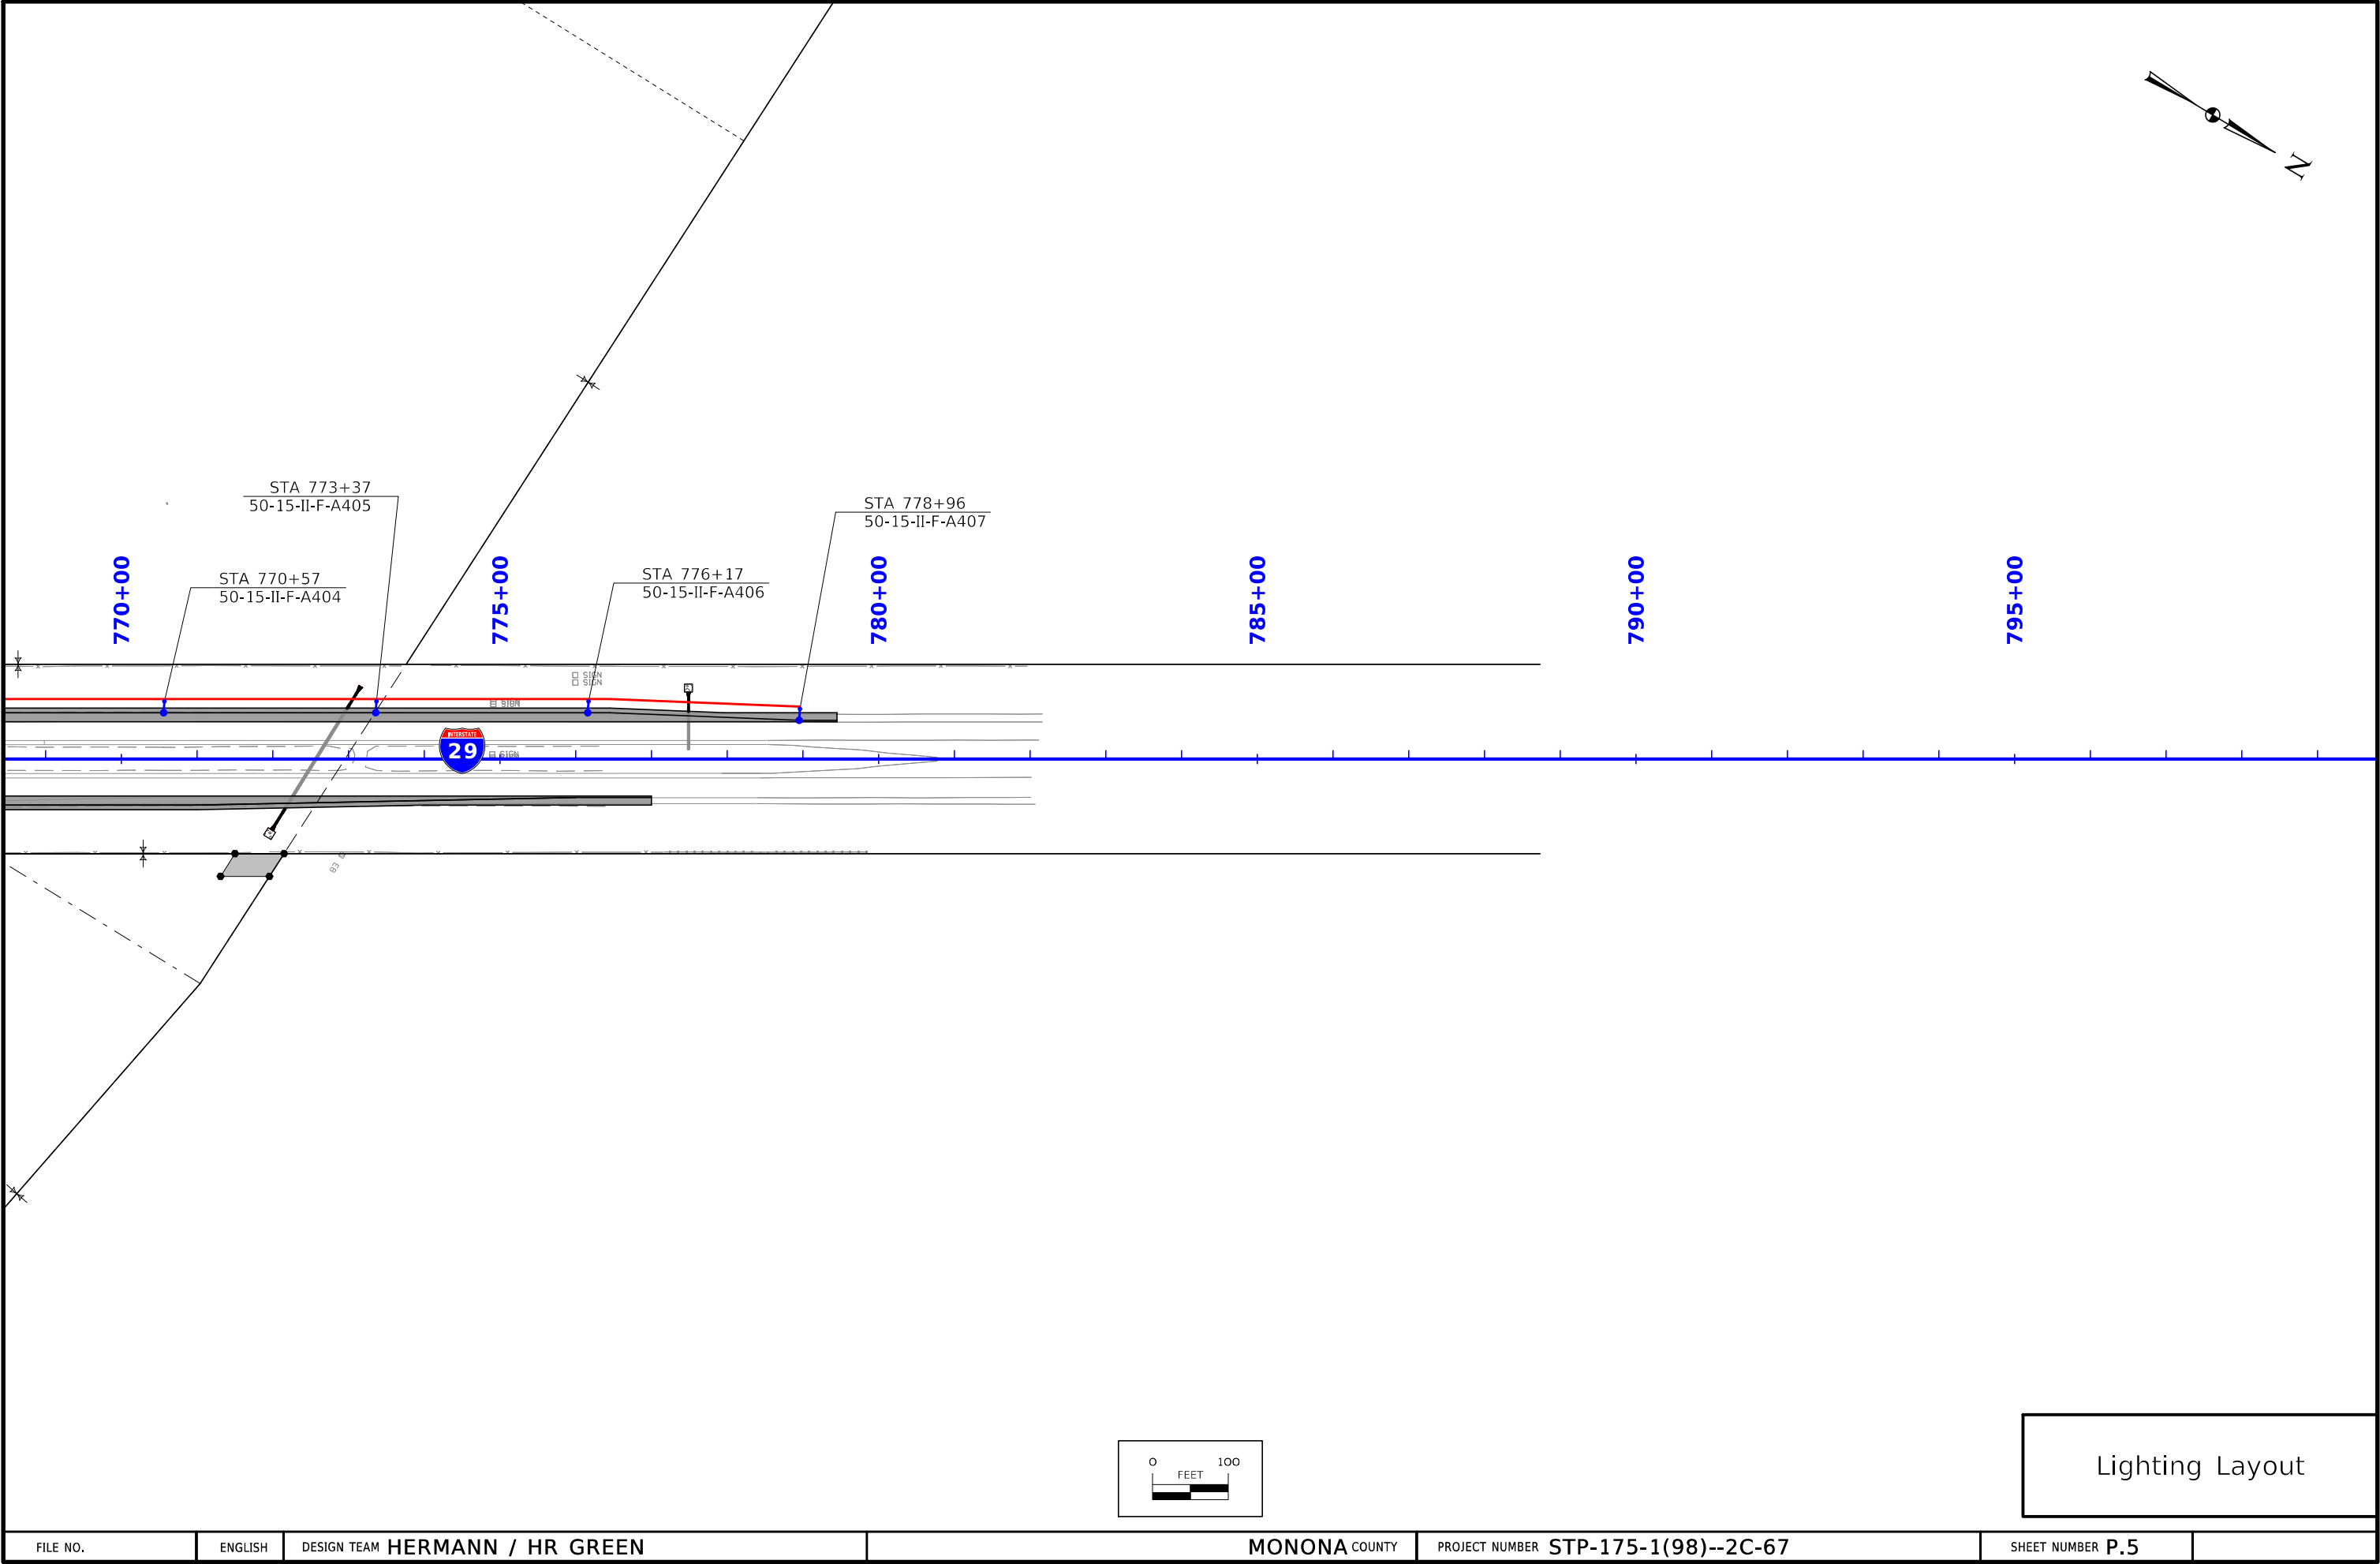 N
STA 773+37
50-15-II-F-A405
STA 778+96
50-15-II-F-A407
STA 770+57
50-15-II-F-A404
STA 776+17
50-15-II-F-A406
770+00
775+00
780+00
785+00
790+00
795+00
SIGN
SIGN
SIGN
INTERSTATE
29
SIGN
EB
0 100
FEET
Lighting Layout
FILE NO.
ENGLISH
DESIGN TEAM HERMANN / HR GREEN
MONONA COUNTY
PROJECT NUMBER STP-175-1(98)--2C-67
SHEET NUMBER P.5